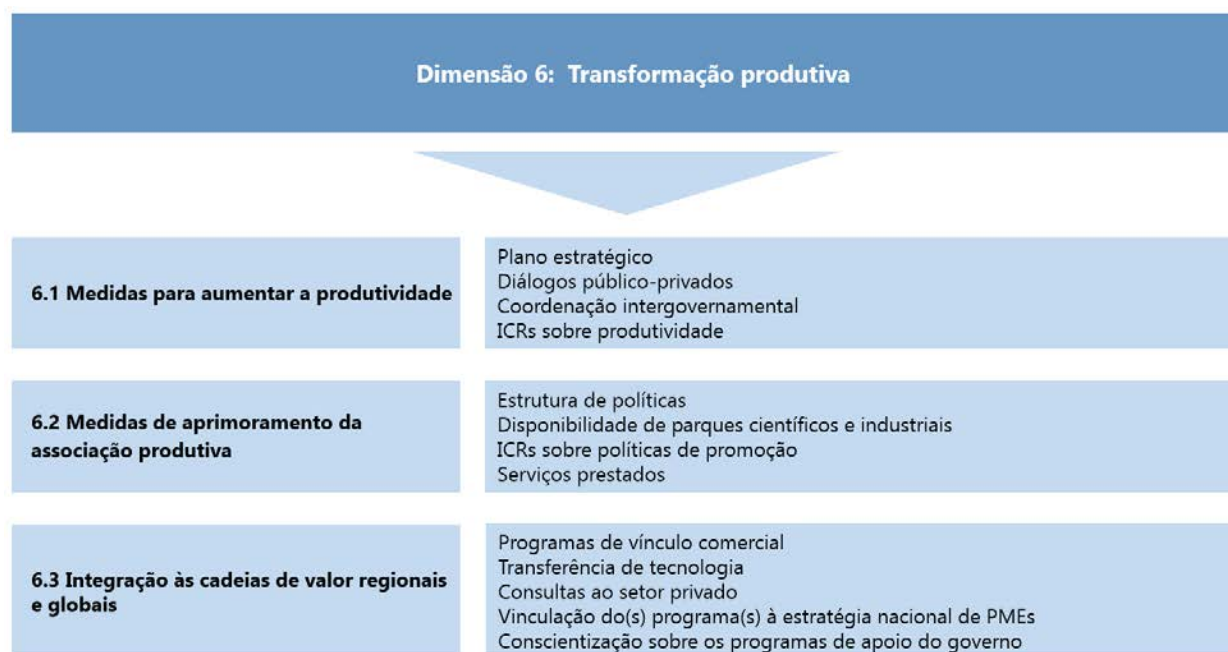 Dimensão 6: Transformação produtiva
6.1 Medidas para aumentar a produtividade
Plano estratégico
Diálogos público-privados
Coordenação intergovernamental
ICRs sobre produtividade
6.2 Medidas de aprimoramento da
associação produtiva
Estrutura de políticas
Disponibilidade de parques científicos e industriais
ICRs sobre políticas de promoção
Serviços prestados
6.3 Integração às cadeias de valor regionais
e globais
Programas de vínculo comercial
Transferência de tecnologia
Consultas ao setor privado
Vinculação do(s) programa(s) à estratégia nacional de PMEs
Conscientização sobre os programas de apoio do governo